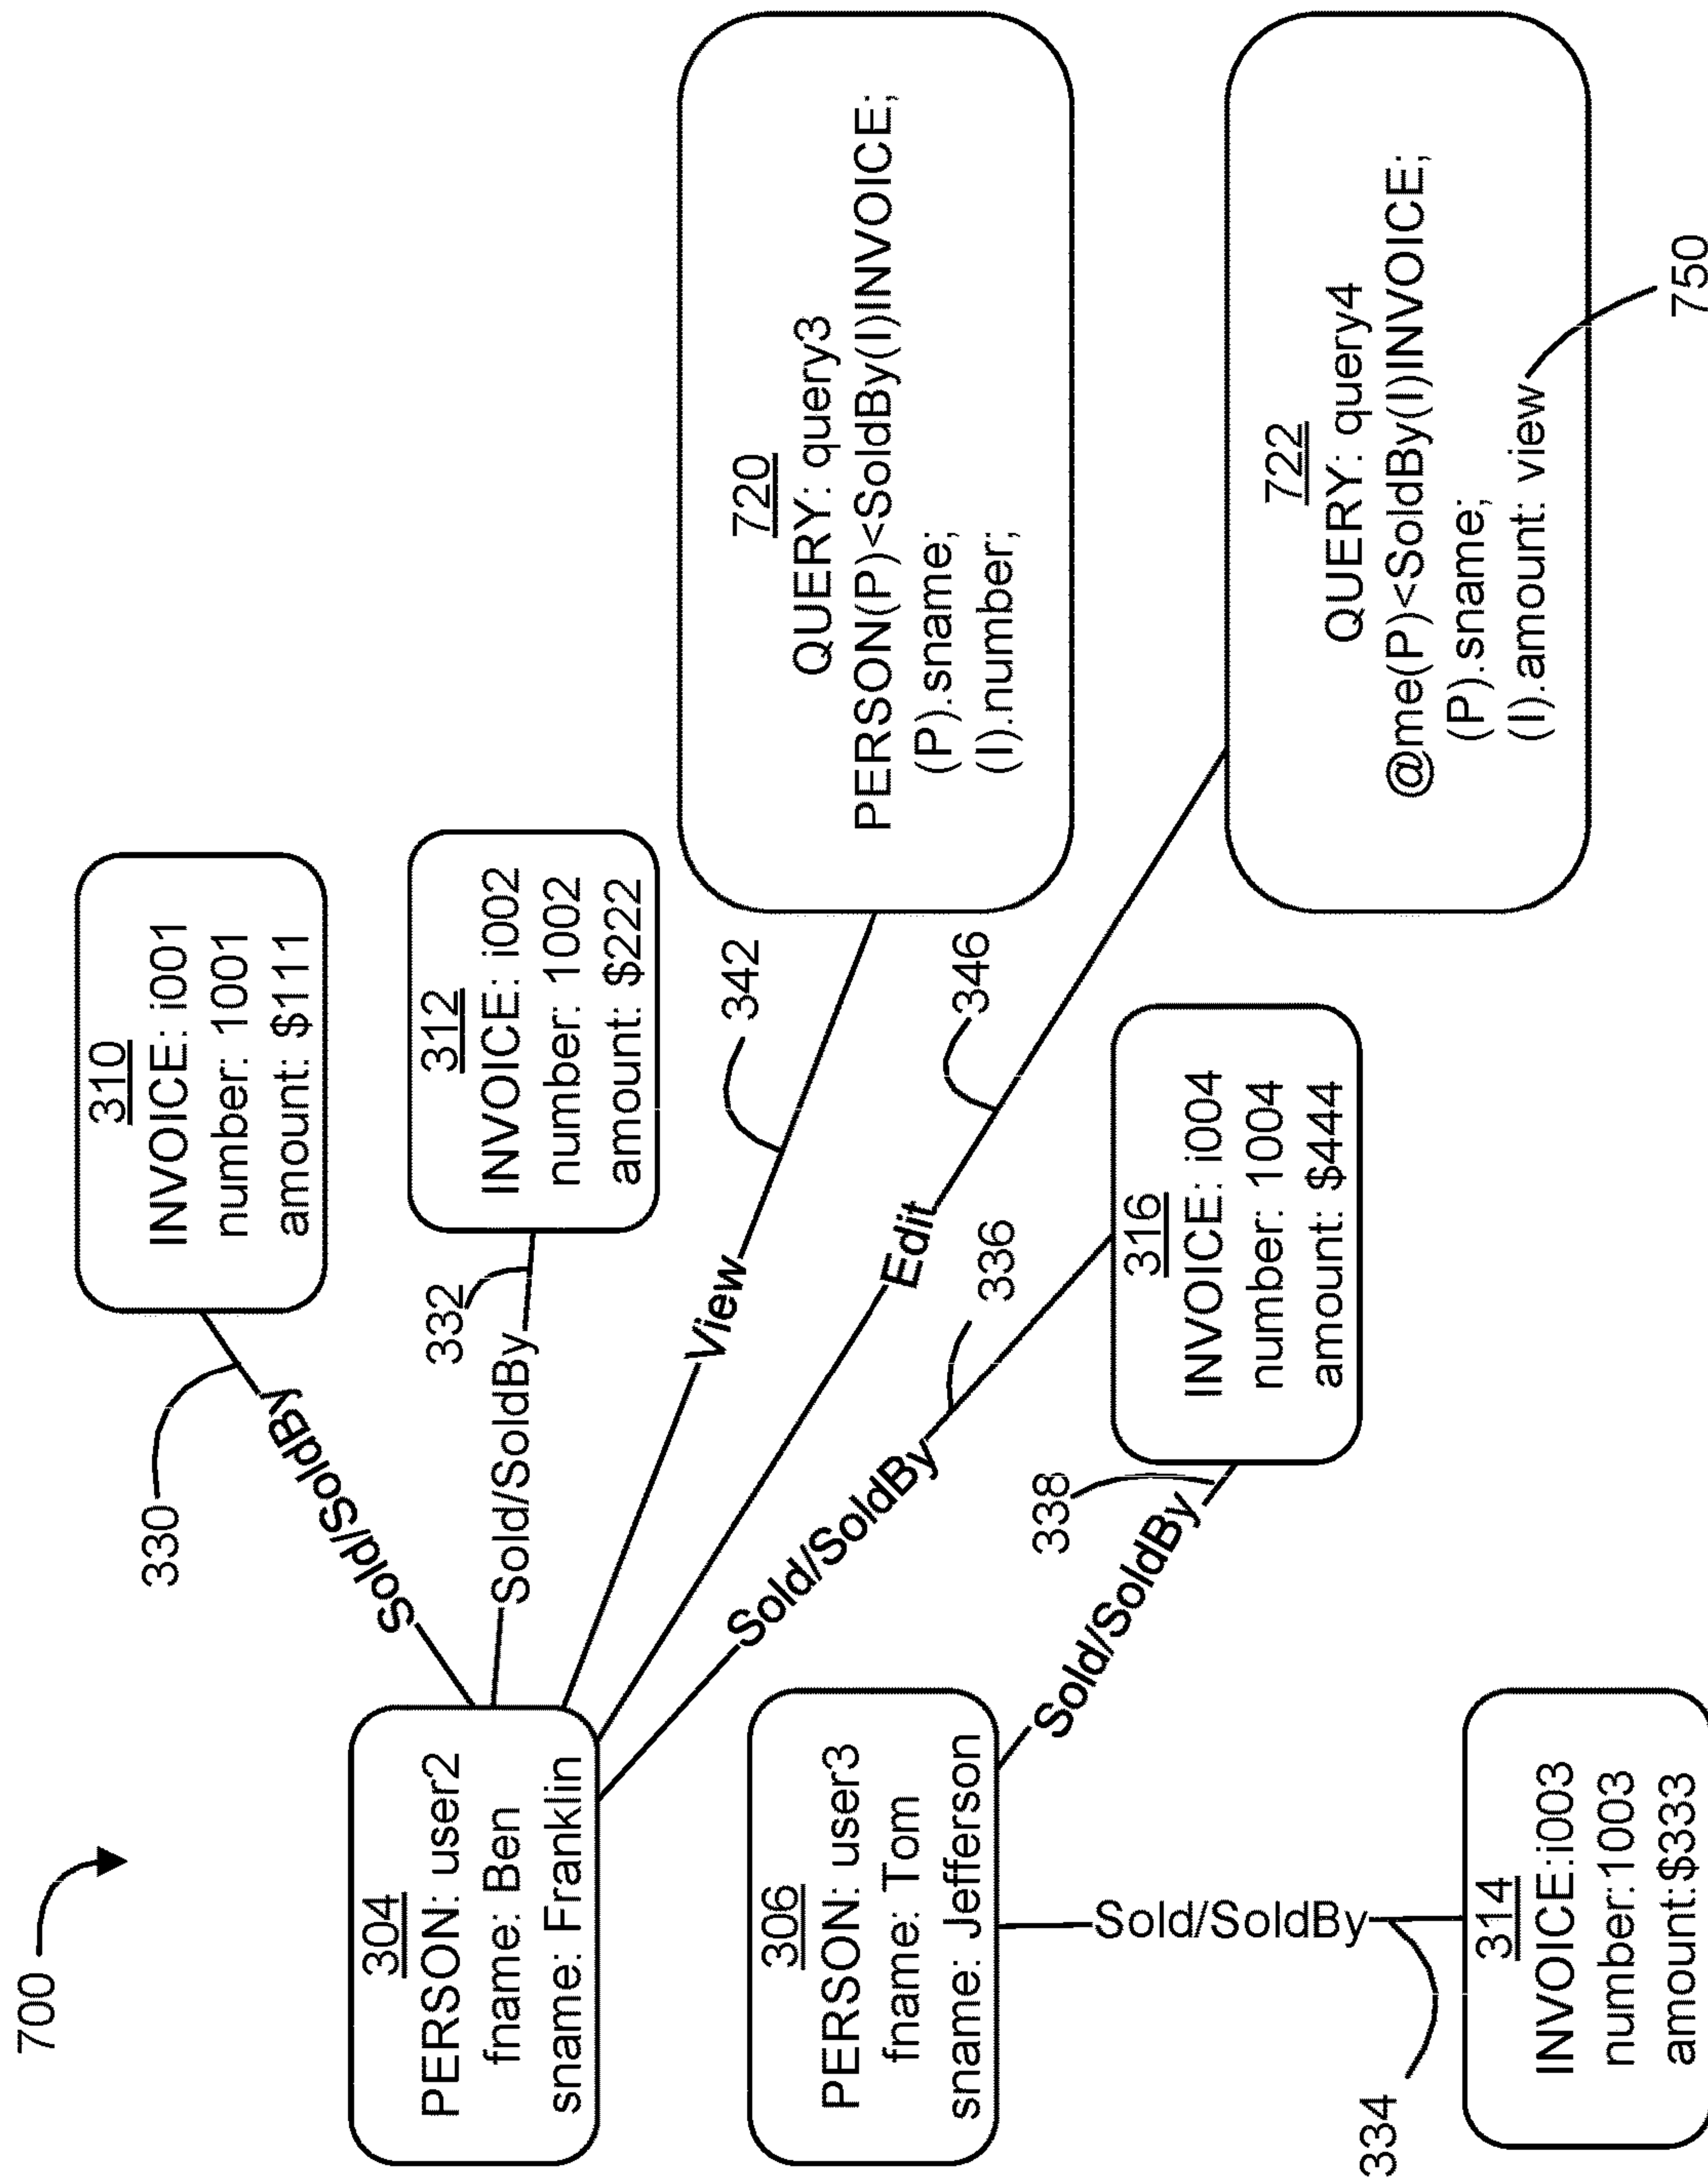 700
304
PERSON: user2
fname: Ben
sname: Franklin
330
Sold/SoldBy
310
INVOICE: i001
number: 1001
amount: $111
332
Sold/SoldBy
312
INVOICE: i002
number: 1002
amount: $222
View
342
720
QUERY: query3
PERSON(P)<SoldBy(I)INVOICE;
(P).sname;
(I).number;
Edit
346
722
QUERY: query4
@me(P)<SoldBy(I)INVOICE;
(P).sname;
(I).amount: view
750
Sold/SoldBy
336
306
PERSON: user3
fname: Tom
sname: Jefferson
Sold/SoldBy
338
316
INVOICE: i004
number: 1004
amount: $444
Sold/SoldBy
334
314
INVOICE:i003
number:1003
amount:$333